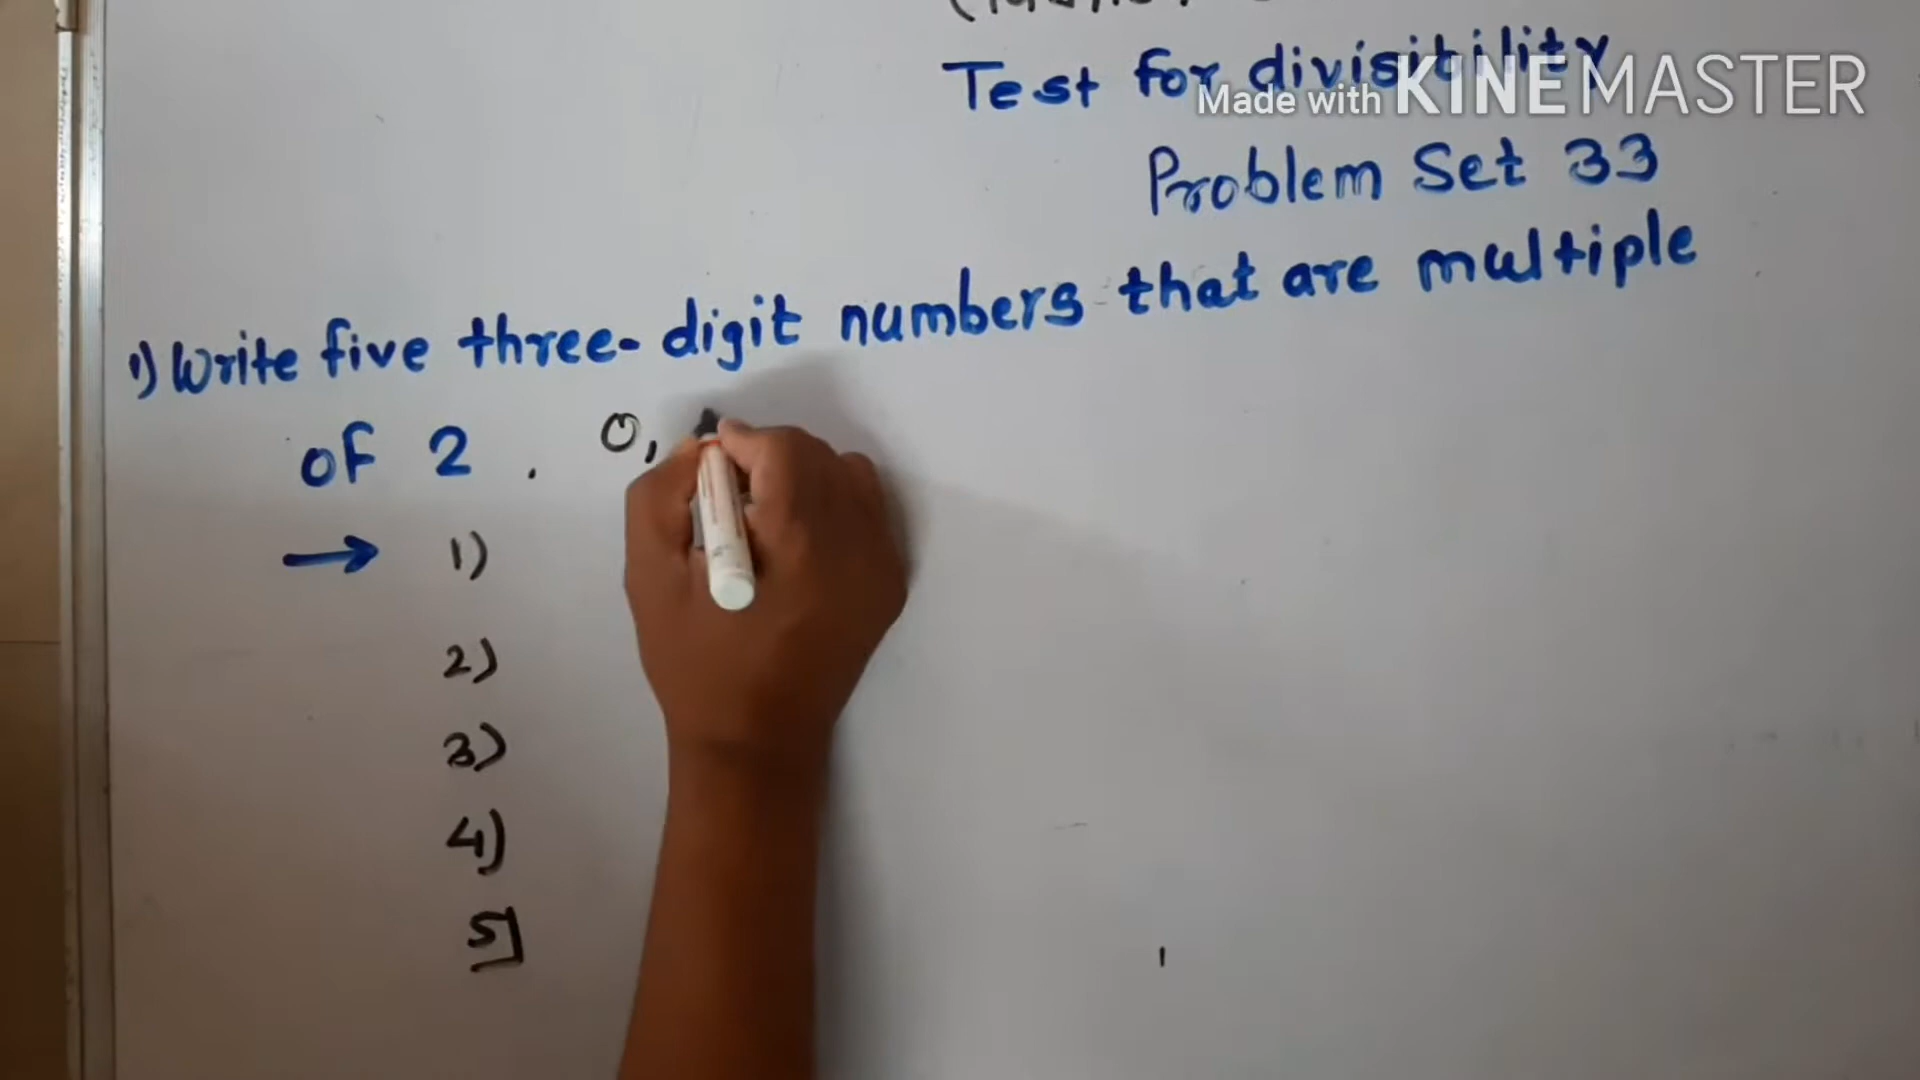 Test for divisibility
Made with KINEMASTER
Problem Set 33
1) Write five three-digit numbers that are multiple
of 2 . 0,
→ 1)
2)
3)
4)
5]